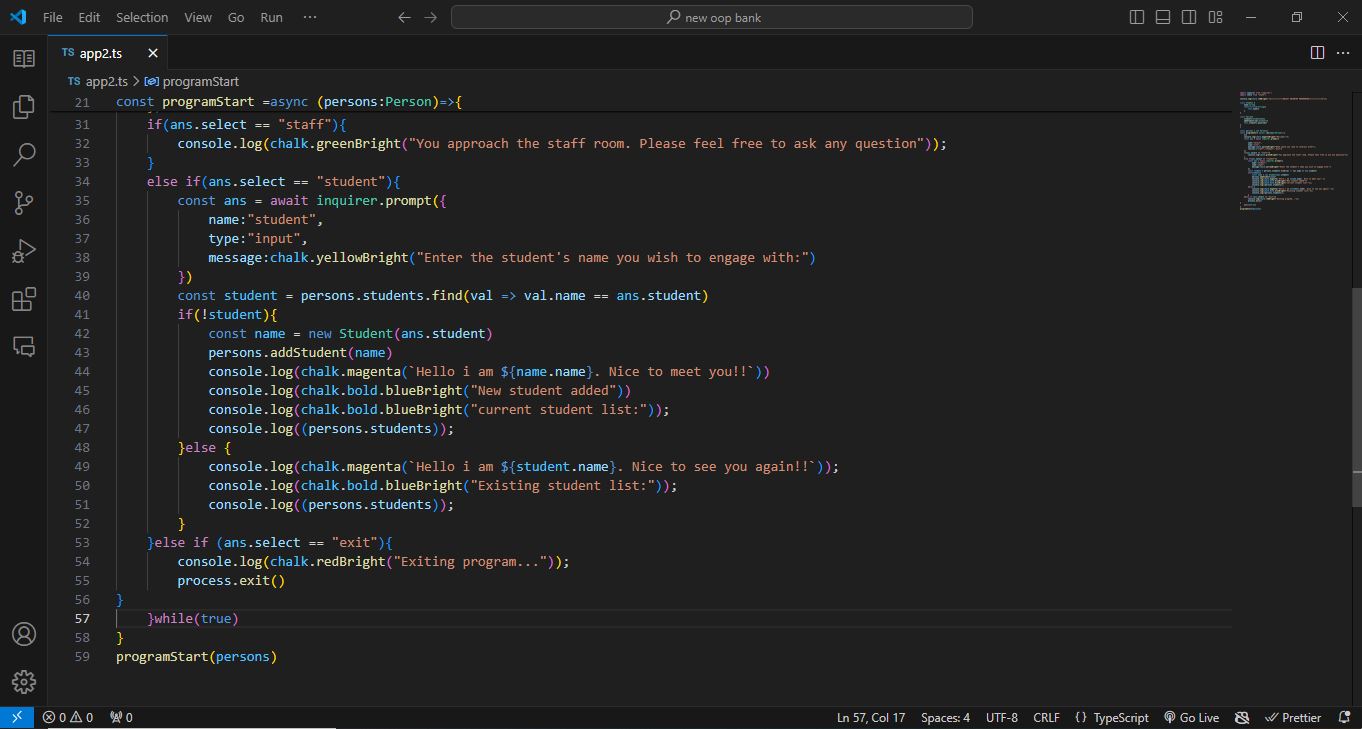 File Edit Selection View Go Run ··· new oop bank
TS app2.ts
TS app2.ts > programStart
21 const programStart =async (persons:Person)=>{
31 if(ans.select == "staff"){
32 console.log(chalk.greenBright("You approach the staff room. Please feel free to ask any question"));
33 }
34 else if(ans.select == "student"){
35 const ans = await inquirer.prompt({
36 name:"student",
37 type:"input",
38 message:chalk.yellowBright("Enter the student's name you wish to engage with:")
39 })
40 const student = persons.students.find(val => val.name == ans.student)
41 if(!student){
42 const name = new Student(ans.student)
43 persons.addStudent(name)
44 console.log(chalk.magenta(`Hello i am ${name.name}. Nice to meet you!!`))
45 console.log(chalk.bold.blueBright("New student added"))
46 console.log(chalk.bold.blueBright("current student list:"));
47 console.log((persons.students));
48 }else {
49 console.log(chalk.magenta(`Hello i am ${student.name}. Nice to see you again!!`));
50 console.log(chalk.bold.blueBright("Existing student list:"));
51 console.log((persons.students));
52 }
53 }else if (ans.select == "exit"){
54 console.log(chalk.redBright("Exiting program..."));
55 process.exit()
56 }
57 }while(true)
58 }
59 programStart(persons)
0 0 0 Ln 57, Col 17 Spaces: 4 UTF-8 CRLF {} TypeScript Go Live Prettier